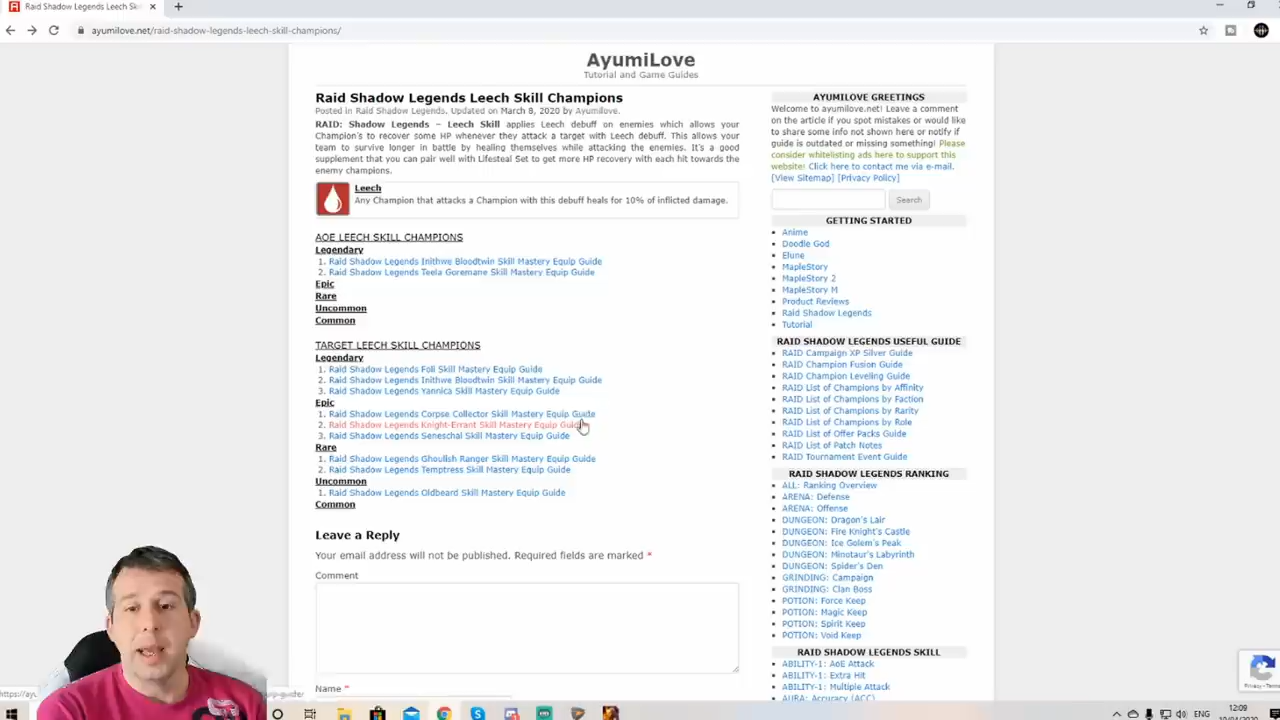 Raid Shadow Legends Leech Sk
ayumilove.net/raid-shadow-legends-leech-skill-champions/
AyumiLove
Tutorial and Game Guides
Raid Shadow Legends Leech Skill Champions
Posted in Raid Shadow Legends. Updated on March 8, 2020 by Ayumilove.
RAID: Shadow Legends – Leech Skill applies Leech debuff on enemies which allows your
Champion's to recover some HP whenever they attack a target with Leech debuff. This allows your
team to survive longer in battle by healing themselves while attacking the enemies. It's a good
supplement that you can pair well with Lifesteal Set to get more HP recovery with each hit towards the
enemy champions.
Leech
Any Champion that attacks a Champion with this debuff heals for 10% of inflicted damage.
AOE LEECH SKILL CHAMPIONS
Legendary
1. Raid Shadow Legends Inithwe Bloodtwin Skill Mastery Equip Guide
2. Raid Shadow Legends Teela Goremane Skill Mastery Equip Guide
Epic
Rare
Uncommon
Common
TARGET LEECH SKILL CHAMPIONS
Legendary
1. Raid Shadow Legends Foli Skill Mastery Equip Guide
2. Raid Shadow Legends Inithwe Bloodtwin Skill Mastery Equip Guide
3. Raid Shadow Legends Yannica Skill Mastery Equip Guide
Epic
1. Raid Shadow Legends Corpse Collector Skill Mastery Equip Guide
2. Raid Shadow Legends Knight-Errant Skill Mastery Equip Guide
3. Raid Shadow Legends Seneschal Skill Mastery Equip Guide
Rare
1. Raid Shadow Legends Ghoulish Ranger Skill Mastery Equip Guide
2. Raid Shadow Legends Temptress Skill Mastery Equip Guide
Uncommon
1. Raid Shadow Legends Oldbeard Skill Mastery Equip Guide
Common
Leave a Reply
Your email address will not be published. Required fields are marked *
Comment
Name *
AYUMILOVE GREETINGS
Welcome to ayumilove.net! Leave a comment
on the article if you spot mistakes or would like
to share some info not shown here or notify if
guide is outdated or missing something! Please
consider whitelisting ads here to support this
website! Click here to contact me via e-mail.
[View Sitemap] [Privacy Policy]
Search
GETTING STARTED
Anime
Doodle God
Elune
MapleStory
MapleStory 2
MapleStory M
Product Reviews
Raid Shadow Legends
Tutorial
RAID SHADOW LEGENDS USEFUL GUIDE
RAID Campaign XP Silver Guide
RAID Champion Fusion Guide
RAID Champion Leveling Guide
RAID List of Champions by Affinity
RAID List of Champions by Faction
RAID List of Champions by Rarity
RAID List of Champions by Role
RAID List of Offer Packs Guide
RAID List of Patch Notes
RAID Tournament Event Guide
RAID SHADOW LEGENDS RANKING
ALL: Ranking Overview
ARENA: Defense
ARENA: Offense
DUNGEON: Dragon's Lair
DUNGEON: Fire Knight's Castle
DUNGEON: Ice Golem's Peak
DUNGEON: Minotaur's Labyrinth
DUNGEON: Spider's Den
GRINDING: Campaign
GRINDING: Clan Boss
POTION: Force Keep
POTION: Magic Keep
POTION: Spirit Keep
POTION: Void Keep
RAID SHADOW LEGENDS SKILL
ABILITY-1: AoE Attack
ABILITY-1: Extra Hit
ABILITY-1: Multiple Attack
AURA: Accuracy (ACC)
Privacy - Terms
https://ayu
uip-guide/
ENG
12:09
10/04/2020